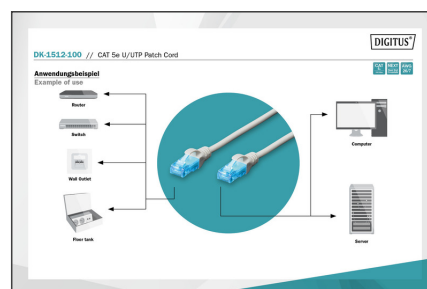 DIGITUS®
DK-1512-100 // CAT 5e U/UTP Patch Cord
Anwendungsbeispiel
Example of use
Router
Switch
Wall Outlet
Floor tank
Computer
Server